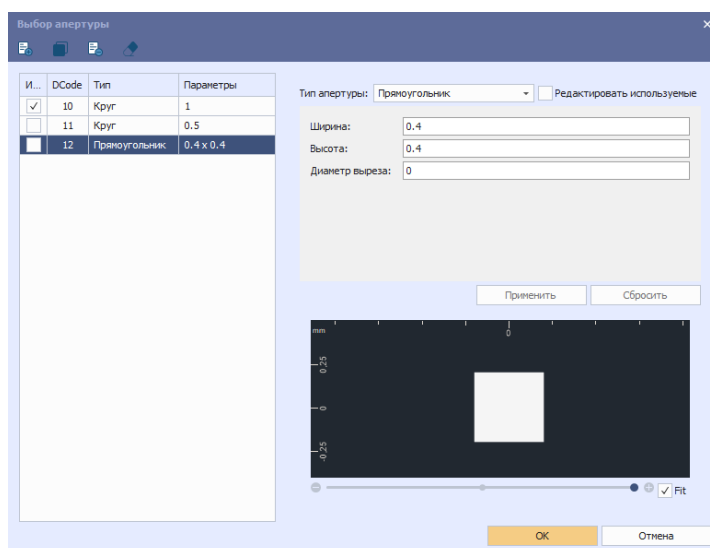 Выбор апертуры
И... DCode Тип Параметры
10 Круг 1
11 Круг 0.5
12 Прямоугольник 0.4 x 0.4
Тип апертуры: Прямоугольник Редактировать используемые
Ширина: 0.4
Высота: 0.4
Диаметр выреза: 0
Применить Сбросить
mm
0
0.25
0
-0.25
Fit
OK Отмена